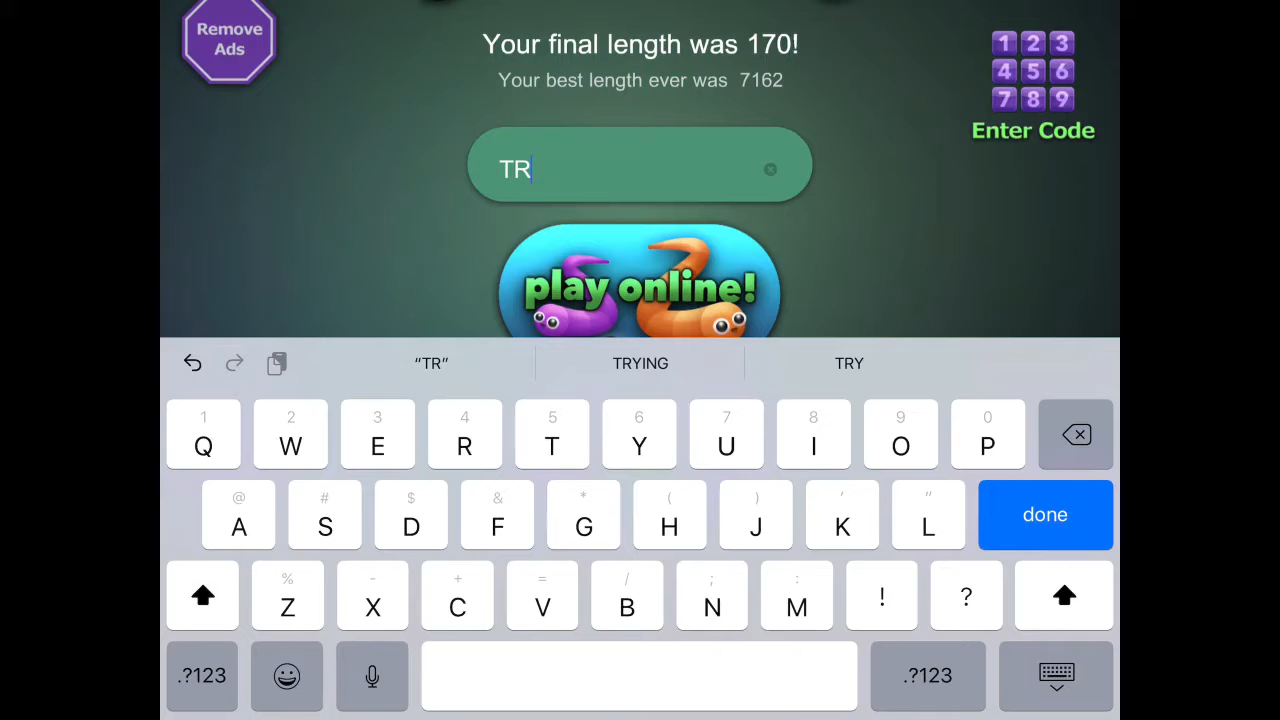 Remove
Ads
Your final length was 170!
Your best length ever was 7162
1 2 3
4 5 6
7 8 9
Enter Code
TR
play online!
“TR” TRYING TRY
1 2 3 4 5 6 7 8 9 0
Q W E R T Y U I O P
@ # $ & * ( ) ' "
A S D F G H J K L done
% - + = / ; :
Z X C V B N M ! ?
.?123 .?123